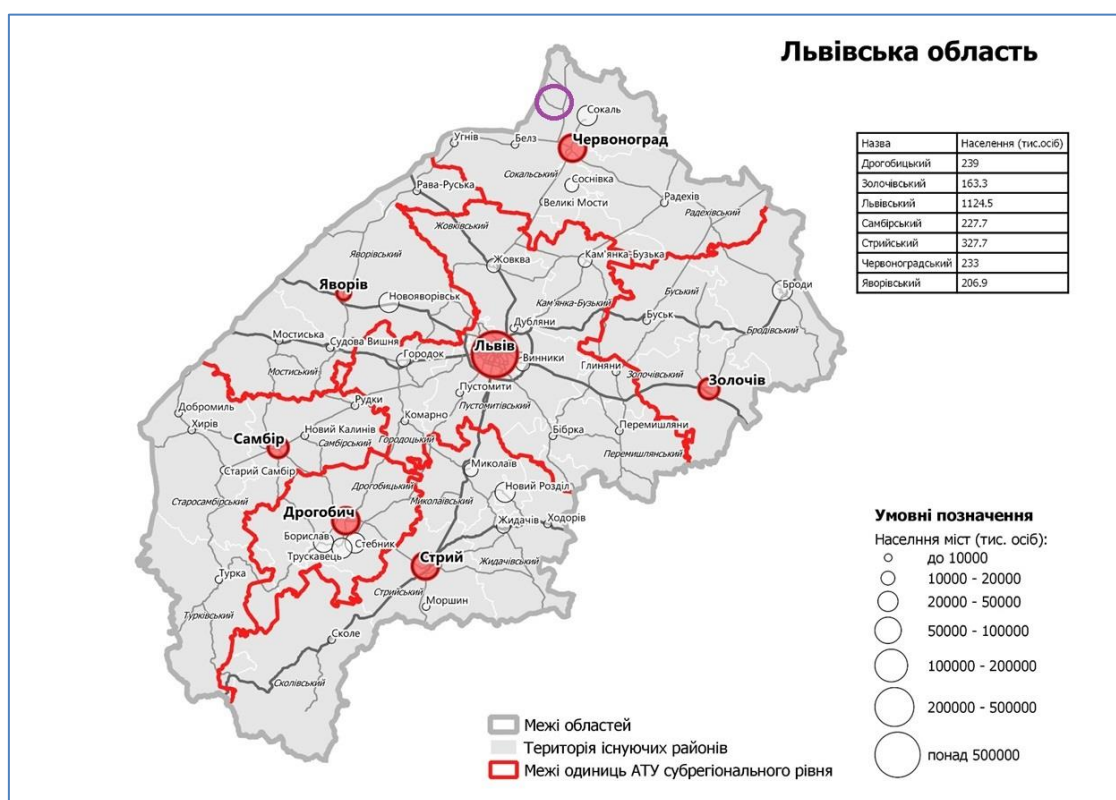 Львівська область
Назва Населення (тис.осіб)
Дрогобицький 239
Золочівський 163.3
Львівський 1124.5
Самбірський 227.7
Стрийський 327.7
Червоноградський 233
Яворівський 206.9
Сокаль
Угнів
Белз
Червоноград
Сокальський
Соснівка
Рава-Руська
Великі Мости
Радехів
Радехівський
Жовківський
Яворівський
Жовква
Кам'янка-Бузька
Яворів
Новояворівськ
Кам'янка-Бузький
Буський
Броди
Дубляни
Буськ
Бродівський
Мостиська
Судова Вишня
Львів
Городок
Винники
Мостиський
Глиняни
Золочівський
Золочів
Пустомити
Пустомитівський
Добромиль
Рудки
Хирів
Комарно
Новий Калинів
Самбір
Самбірський
Городоцький
Бібрка
Перемишляни
Перемишлянський
Старий Самбір
Миколаїв
Дрогобицький
Новий Розділ
Старосамбірський
Миколаївський
Дрогобич
Жидачів
Ходорів
Борислав
Стебник
Трускавець
Стрий
Жидачівський
Турка
Стрийський
Моршин
Турківський
Сколе
Сколівський
Умовні позначення
Населння міст (тис. осіб):
до 10000
10000 - 20000
20000 - 50000
50000 - 100000
100000 - 200000
200000 - 500000
понад 500000
Межі областей
Територія існуючих районів
Межі одиниць АТУ субрегіонального рівня